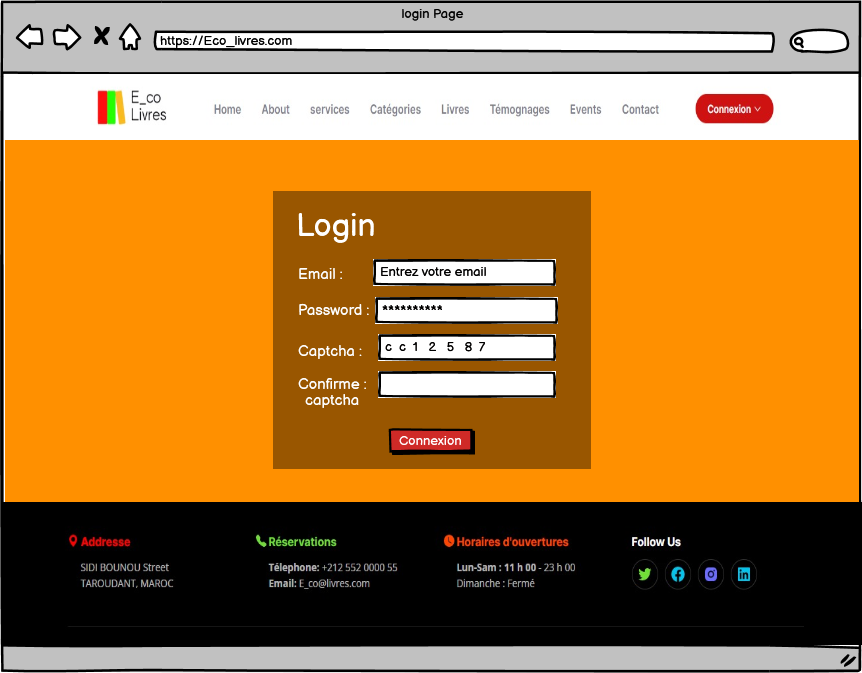 login Page
https://Eco_livres.com
E_co
Livres
Home About services Catégories Livres Témognages Events Contact Connexion
Login
Email : Entrez votre email
Password : **********
Captcha : c c 1 2 5 8 7
Confirme :
captcha
Connexion
Addresse
SIDI BOUNOU Street
TAROUDANT, MAROC
Réservations
Télephone: +212 552 0000 55
Email: E_co@livres.com
Horaires d'ouvertures
Lun-Sam : 11 h 00 - 23 h 00
Dimanche : Fermé
Follow Us